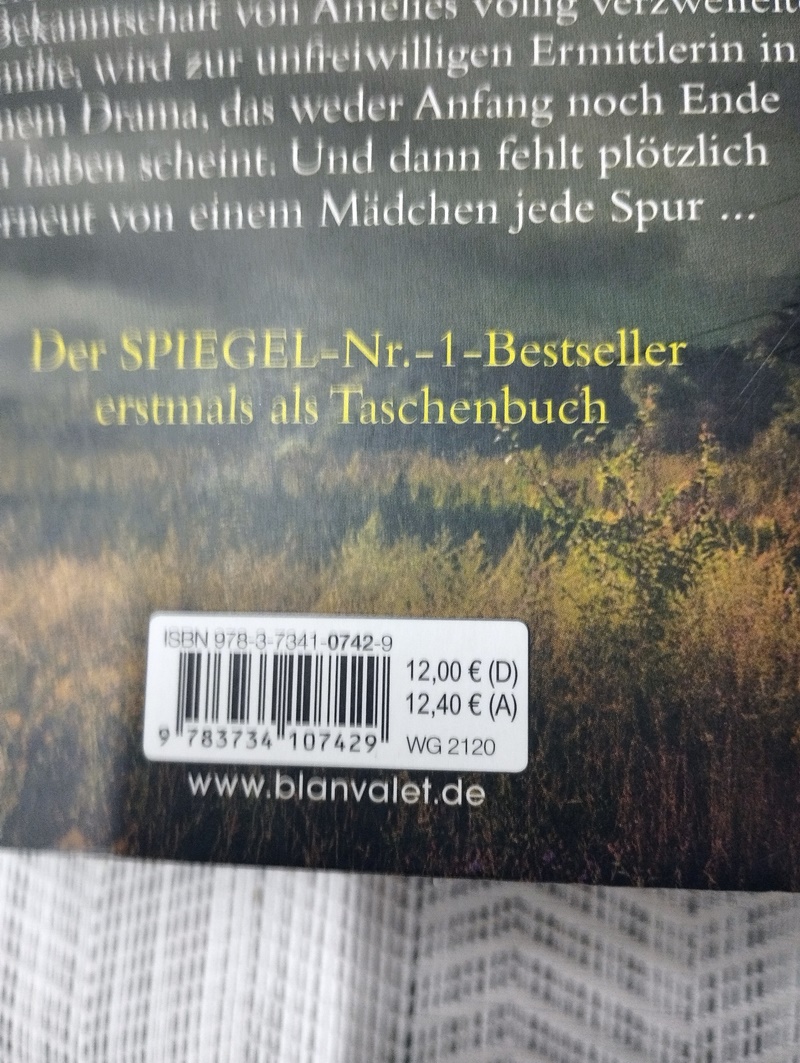 Bekanntschaft von Amelies völlig verzweifelt
milie, wird zur unfreiwilligen Ermittlerin in
nem Drama, das weder Anfang noch Ende
haben scheint. Und dann fehlt plötzlich
rneut von einem Mädchen jede Spur ...
Der SPIEGEL-Nr.-1-Bestseller
erstmals als Taschenbuch
ISBN 978-3-7341-0742-9
12,00 € (D)
12,40 € (A)
9 783734 107429
WG 2120
www.blanvalet.de